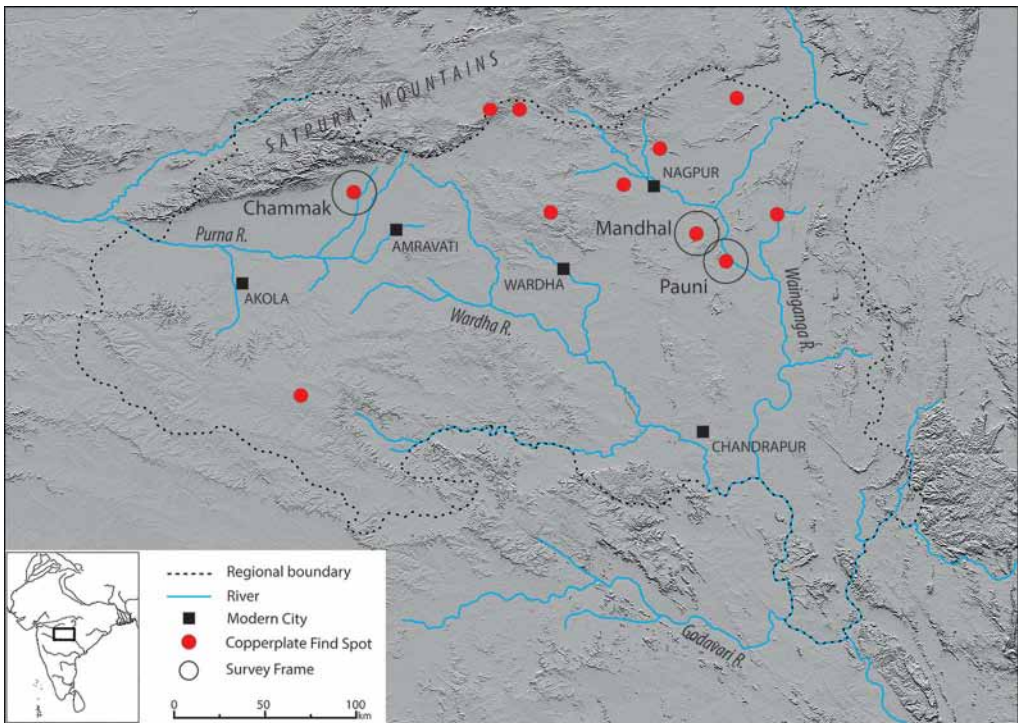 SATPURA MOUNTAINS
NAGPUR
Chammak
Mandhal
Purna R.
AMRAVATI
WARDHA
Pauni
AKOLA
Wardha R.
Wainganga R.
CHANDRAPUR
Godavari R.
Regional boundary
River
Modern City
Copperplate Find Spot
Survey Frame
0 50 100
km